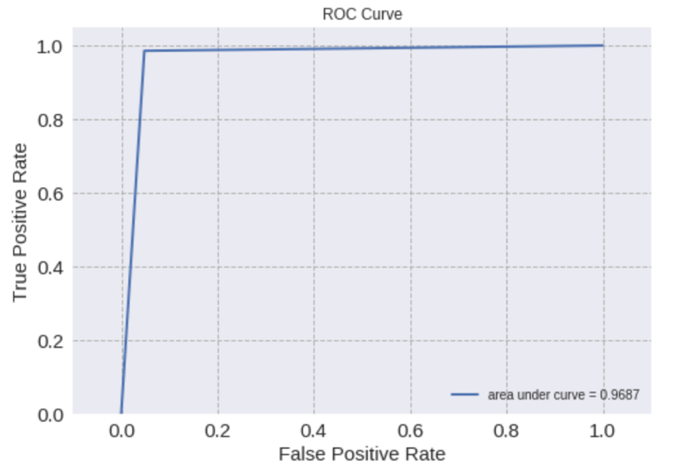 ROC Curve
1.0
0.8
0.6
0.4
0.2
0.0
True Positive Rate
area under curve = 0.9687
0.0 0.2 0.4 0.6 0.8 1.0
False Positive Rate